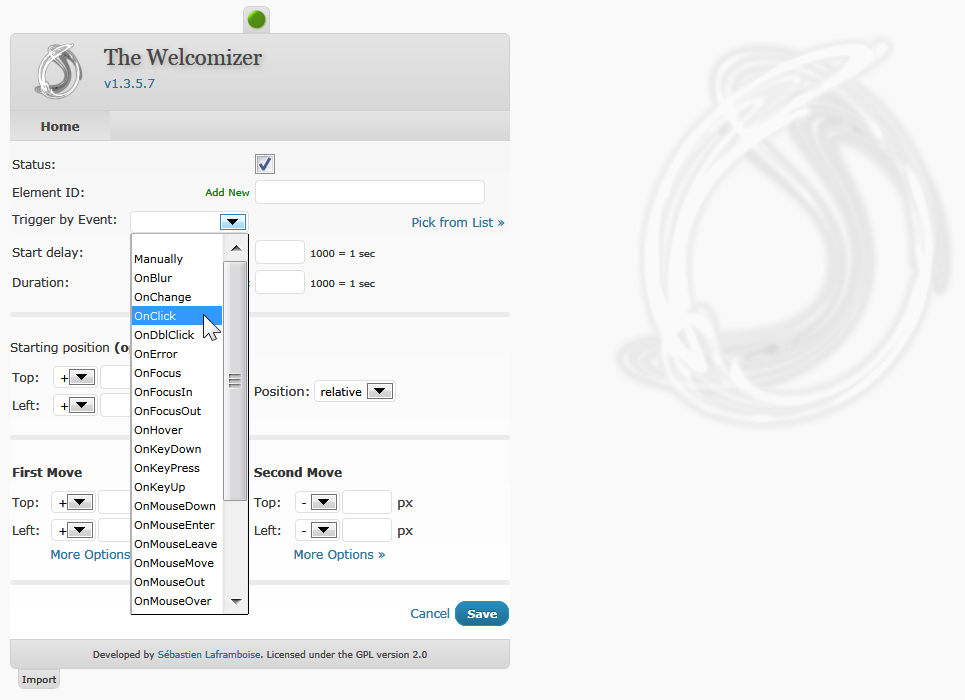 The Welcomizer
v1.3.5.7
Home
Status:
Element ID: Add New
Trigger by Event: Pick from List »
Start delay: 1000 = 1 sec
Duration: 1000 = 1 sec
Manually
OnBlur
OnChange
OnClick
OnDblClick
OnError
OnFocus
OnFocusIn
OnFocusOut
OnHover
OnKeyDown
OnKeyPress
OnKeyUp
OnMouseDown
OnMouseEnter
OnMouseLeave
OnMouseMove
OnMouseOut
OnMouseOver
Starting position (o
Top: +
Left: +
Position: relative
First Move
Top: +
Left: +
More Options
Second Move
Top: - px
Left: - px
More Options »
Cancel Save
Developed by Sébastien Laframboise. Licensed under the GPL version 2.0
Import